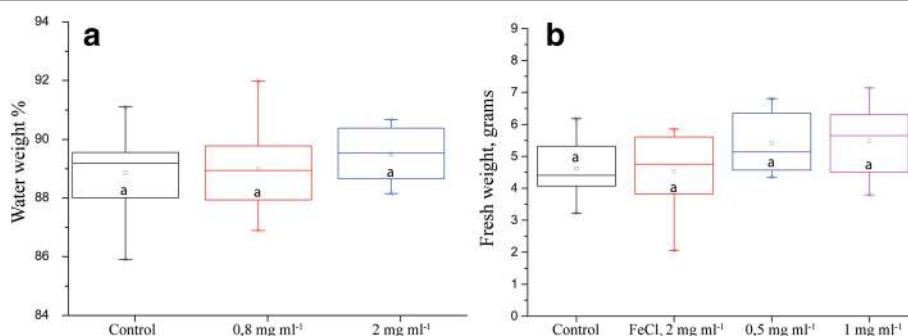 a
Water weight %
94
92
90
88
86
84
a
a
a
Control
0,8 mg ml⁻¹
2 mg ml⁻¹
b
Fresh weight, grams
9
8
7
6
5
4
3
2
1
0
a
a
a
a
Control
FeCl, 2 mg ml⁻¹
0,5 mg ml⁻¹
1 mg ml⁻¹